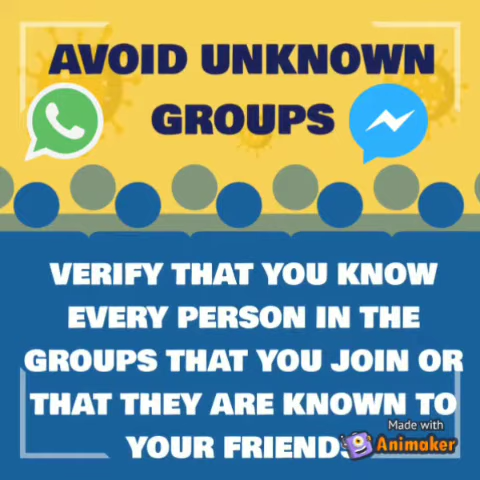 AVOID UNKNOWN
GROUPS
VERIFY THAT YOU KNOW
EVERY PERSON IN THE
GROUPS THAT YOU JOIN OR
THAT THEY ARE KNOWN TO
YOUR FRIENDS
Made with
Animaker